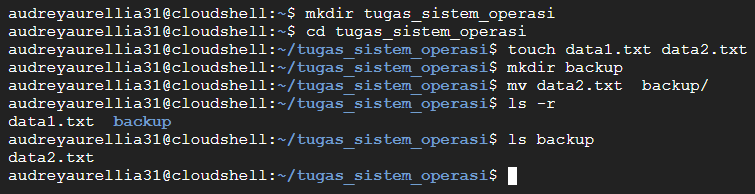 audreyaurellia31@cloudshell:~$ mkdir tugas_sistem_operasi
audreyaurellia31@cloudshell:~$ cd tugas_sistem_operasi
audreyaurellia31@cloudshell:~/tugas_sistem_operasi$ touch data1.txt data2.txt
audreyaurellia31@cloudshell:~/tugas_sistem_operasi$ mkdir backup
audreyaurellia31@cloudshell:~/tugas_sistem_operasi$ mv data2.txt  backup/
audreyaurellia31@cloudshell:~/tugas_sistem_operasi$ ls -r
data1.txt  backup
audreyaurellia31@cloudshell:~/tugas_sistem_operasi$ ls backup
data2.txt
audreyaurellia31@cloudshell:~/tugas_sistem_operasi$